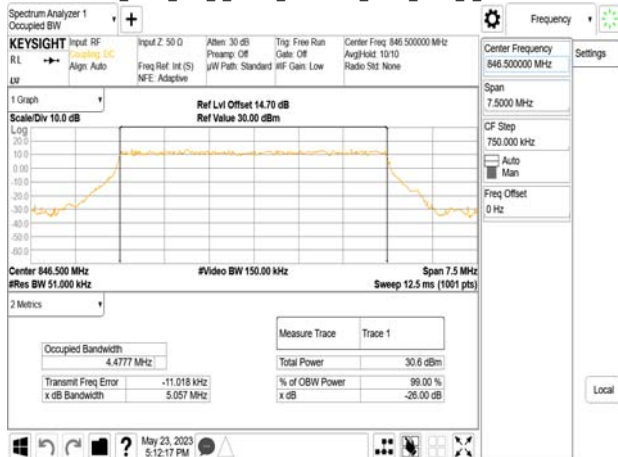 Spectrum Analyzer 1
Occupied BW
+
Frequency
KEYSIGHT
RL
Input: RF
Coupling: DC
Align: Auto
Input Z: 50 Ω
Freq Ref: Int (S)
NFE: Adaptive
Atten: 30 dB
Preamp: Off
µW Path: Standard
Trig: Free Run
Gate: Off
#IF Gain: Low
Center Freq: 846.500000 MHz
Avg|Hold: 10/10
Radio Std: None
Center Frequency
846.500000 MHz
Settings
Span
7.5000 MHz
CF Step
750.000 kHz
Auto
Man
Freq Offset
0 Hz
1 Graph
Scale/Div 10.0 dB
Ref Lvl Offset 14.70 dB
Ref Value 30.00 dBm
Log
20.0
10.0
0.00
-10.0
-20.0
-30.0
-40.0
-50.0
-60.0
Center 846.500 MHz
#Res BW 51.000 kHz
#Video BW 150.00 kHz
Span 7.5 MHz
Sweep 12.5 ms (1001 pts)
2 Metrics
Measure Trace Trace 1
Occupied Bandwidth
4.4777 MHz
Total Power 30.6 dBm
Transmit Freq Error -11.018 kHz
% of OBW Power 99.00 %
x dB Bandwidth 5.057 MHz
x dB -26.00 dB
Local
?
May 23, 2023
5:12:17 PM